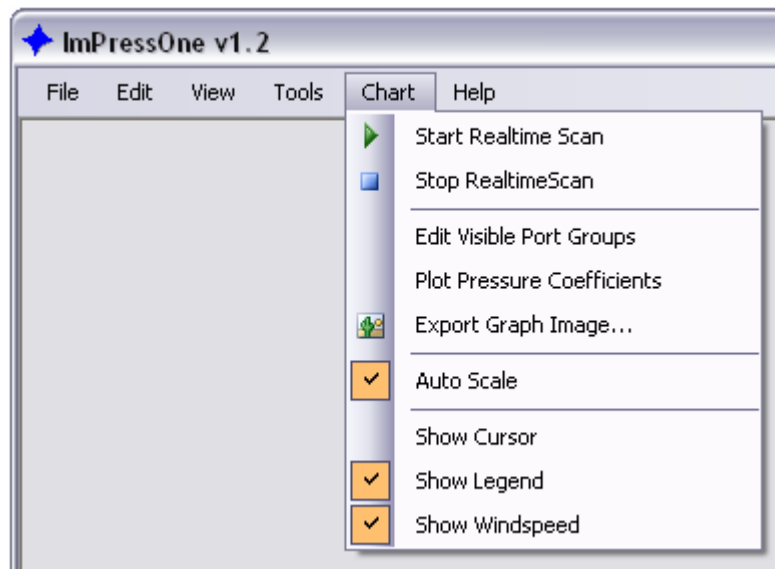 ImPressOne v1.2
File Edit View Tools Chart Help
Start Realtime Scan
Stop RealtimeScan
Edit Visible Port Groups
Plot Pressure Coefficients
Export Graph Image...
Auto Scale
Show Cursor
Show Legend
Show Windspeed